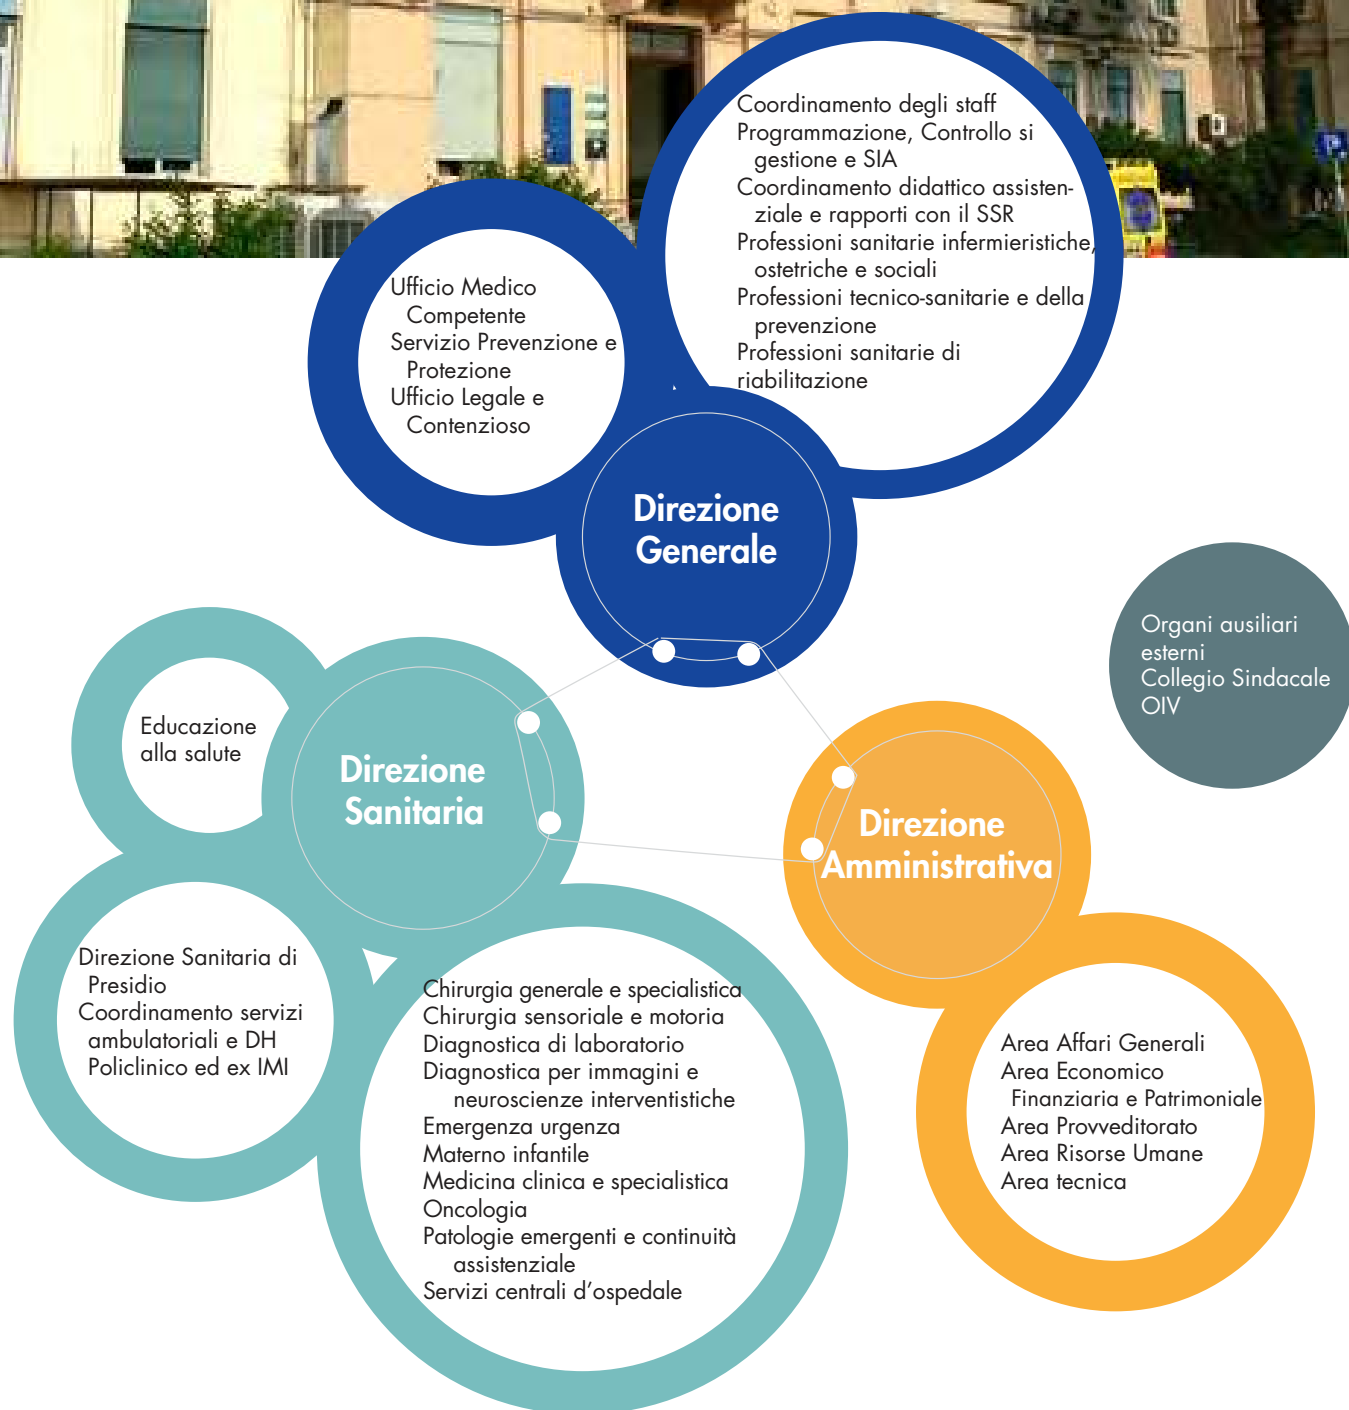 Coordinamento degli staff
Programmazione, Controllo si
gestione e SIA
Coordinamento didattico assisten-
ziale e rapporti con il SSR
Professioni sanitarie infermieristiche,
ostetriche e sociali
Professioni tecnico-sanitarie e della
prevenzione
Professioni sanitarie di
riabilitazione
Ufficio Medico
Competente
Servizio Prevenzione e
Protezione
Ufficio Legale e
Contenzioso
Direzione
Generale
Organi ausiliari
esterni
Collegio Sindacale
OIV
Educazione
alla salute
Direzione
Sanitaria
Direzione
Amministrativa
Direzione Sanitaria di
Presidio
Coordinamento servizi
ambulatoriali e DH
Policlinico ed ex IMI
Chirurgia generale e specialistica
Chirurgia sensoriale e motoria
Diagnostica di laboratorio
Diagnostica per immagini e
neuroscienze interventistiche
Emergenza urgenza
Materno infantile
Medicina clinica e specialistica
Oncologia
Patologie emergenti e continuità
assistenziale
Servizi centrali d'ospedale
Area Affari Generali
Area Economico
Finanziaria e Patrimoniale
Area Provveditorato
Area Risorse Umane
Area tecnica